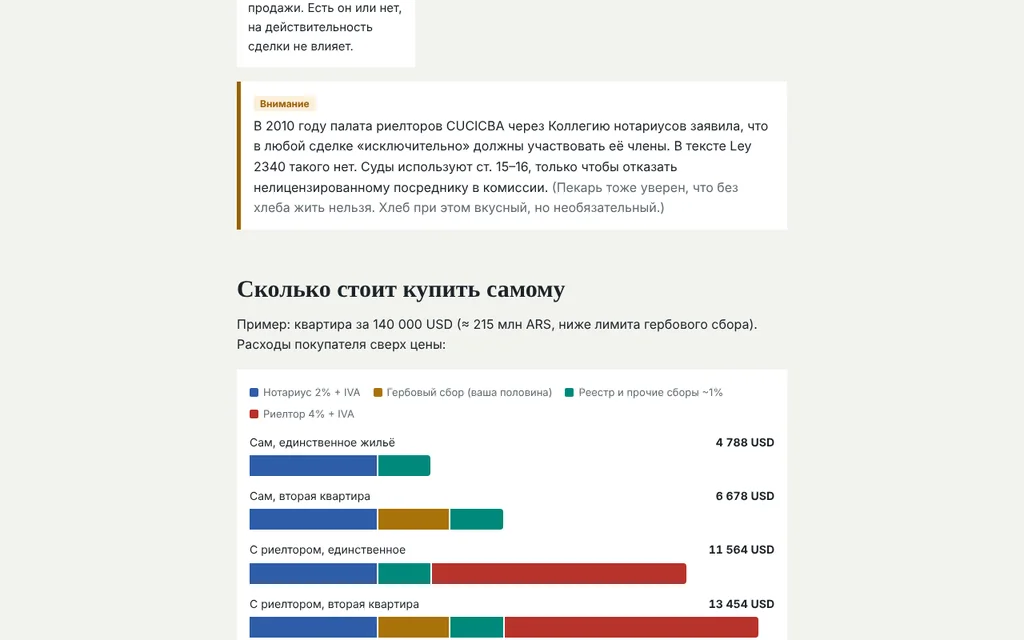 продажи. Есть он или нет,
на действительность
сделки не влияет.
Внимание
В 2010 году палата риелторов CUCICBA через Коллегию нотариусов заявила, что
в любой сделке «исключительно» должны участвовать её члены. В тексте Ley
2340 такого нет. Суды используют ст. 15–16, только чтобы отказать
нелицензированному посреднику в комиссии. (Пекарь тоже уверен, что без
хлеба жить нельзя. Хлеб при этом вкусный, но необязательный.)
Сколько стоит купить самому
Пример: квартира за 140 000 USD (≈ 215 млн ARS, ниже лимита гербового сбора).
Расходы покупателя сверх цены:
Нотариус 2% + IVA Гербовый сбор (ваша половина) Реестр и прочие сборы ~1%
Риелтор 4% + IVA
Сам, единственное жильё 4 788 USD
Сам, вторая квартира 6 678 USD
С риелтором, единственное 11 564 USD
С риелтором, вторая квартира 13 454 USD